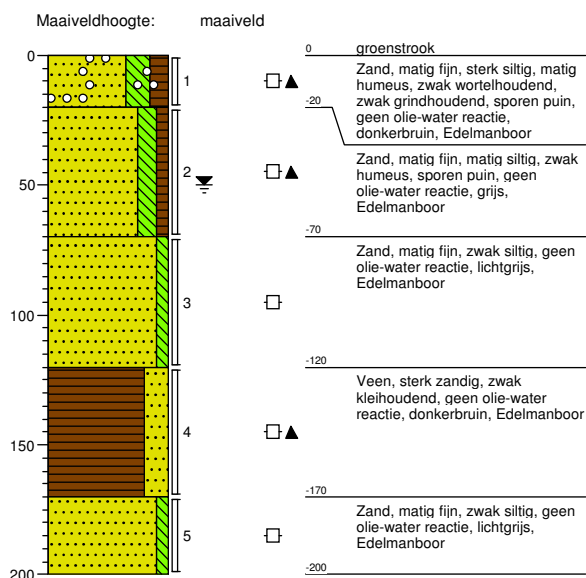 Maaiveldhoogte: maaiveld
0
50
100
150
200
1
2
3
4
5
0 groenstrook
Zand, matig fijn, sterk siltig, matig
humeus, zwak wortelhoudend,
zwak grindhoudend, sporen puin,
geen olie-water reactie,
donkerbruin, Edelmanboor
-20
Zand, matig fijn, matig siltig, zwak
humeus, sporen puin, geen
olie-water reactie, grijs,
Edelmanboor
-70
Zand, matig fijn, zwak siltig, geen
olie-water reactie, lichtgrijs,
Edelmanboor
-120
Veen, sterk zandig, zwak
kleihoudend, geen olie-water
reactie, donkerbruin, Edelmanboor
-170
Zand, matig fijn, zwak siltig, geen
olie-water reactie, lichtgrijs,
Edelmanboor
-200